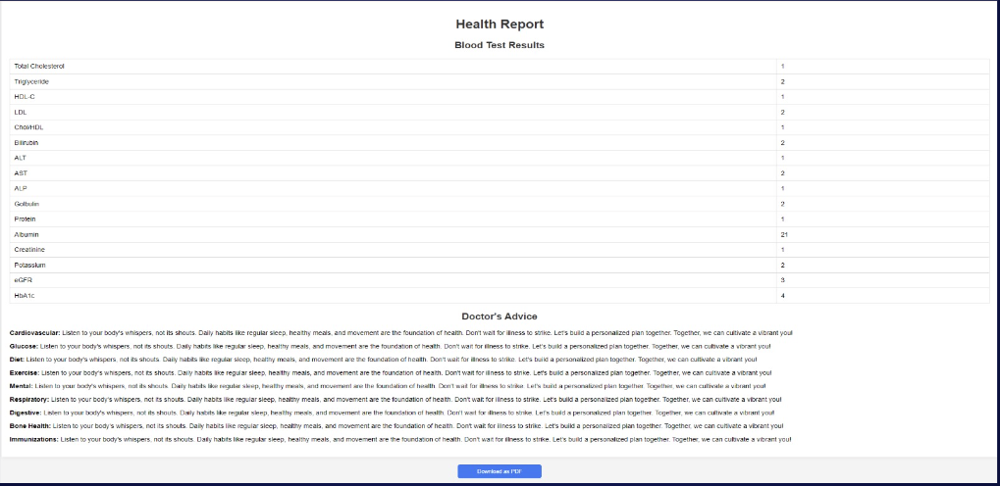 Health Report
Blood Test Results
Total Cholesterol 1
Triglyceride 2
HDL-C 1
LDL 2
Chol/HDL 1
Bilirubin 2
ALT 1
AST 2
ALP 1
Golbulin 2
Protein 1
Albumin 21
Creatinine 1
Potassium 2
eGFR 3
HbA1c 4
Doctor's Advice
Cardiovascular: Listen to your body's whispers, not its shouts. Daily habits like regular sleep, healthy meals, and movement are the foundation of health. Don't wait for illness to strike. Let's build a personalized plan together. Together, we can cultivate a vibrant you!
Glucose: Listen to your body's whispers, not its shouts. Daily habits like regular sleep, healthy meals, and movement are the foundation of health. Don't wait for illness to strike. Let's build a personalized plan together. Together, we can cultivate a vibrant you!
Diet: Listen to your body's whispers, not its shouts. Daily habits like regular sleep, healthy meals, and movement are the foundation of health. Don't wait for illness to strike. Let's build a personalized plan together. Together, we can cultivate a vibrant you!
Exercise: Listen to your body's whispers, not its shouts. Daily habits like regular sleep, healthy meals, and movement are the foundation of health. Don't wait for illness to strike. Let's build a personalized plan together. Together, we can cultivate a vibrant you!
Mental: Listen to your body's whispers, not its shouts. Daily habits like regular sleep, healthy meals, and movement are the foundation of health. Don't wait for illness to strike. Let's build a personalized plan together. Together, we can cultivate a vibrant you!
Respiratory: Listen to your body's whispers, not its shouts. Daily habits like regular sleep, healthy meals, and movement are the foundation of health. Don't wait for illness to strike. Let's build a personalized plan together. Together, we can cultivate a vibrant you!
Digestive: Listen to your body's whispers, not its shouts. Daily habits like regular sleep, healthy meals, and movement are the foundation of health. Don't wait for illness to strike. Let's build a personalized plan together. Together, we can cultivate a vibrant you!
Bone Health: Listen to your body's whispers, not its shouts. Daily habits like regular sleep, healthy meals, and movement are the foundation of health. Don't wait for illness to strike. Let's build a personalized plan together. Together, we can cultivate a vibrant you!
Immunizations: Listen to your body's whispers, not its shouts. Daily habits like regular sleep, healthy meals, and movement are the foundation of health. Don't wait for illness to strike. Let's build a personalized plan together. Together, we can cultivate a vibrant you!
Download as PDF